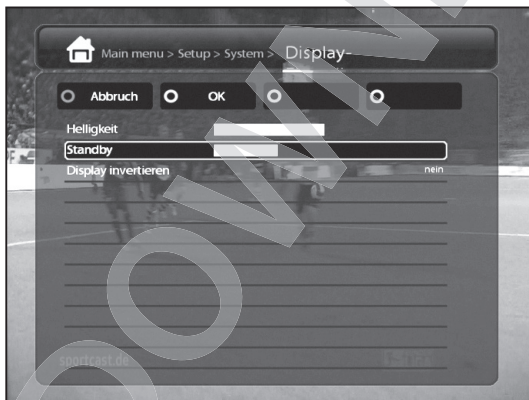 Main menu > Setup > System > Display-
Abbruch OK
Helligkeit
Standby
Display invertieren nein
sportcast.de